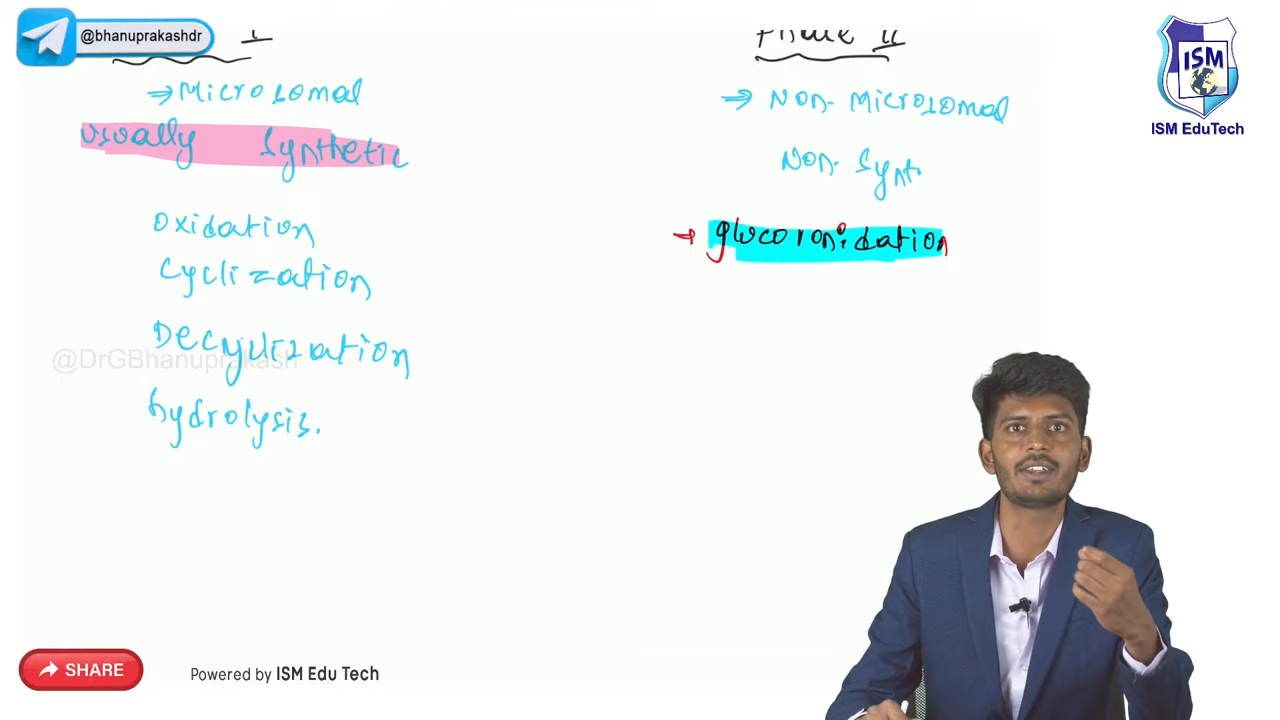 @bhanuprakashdr
I
Phase II
ISM
ISM EduTech
⇒ Microsomal
usually synthetic
oxidation
cyclization
Decyclization
hydrolysis.
⇒ Non-Microsomal
Non-Synt.
→ glucoronidation
@DrGBhanuprakash
SHARE
Powered by ISM Edu Tech